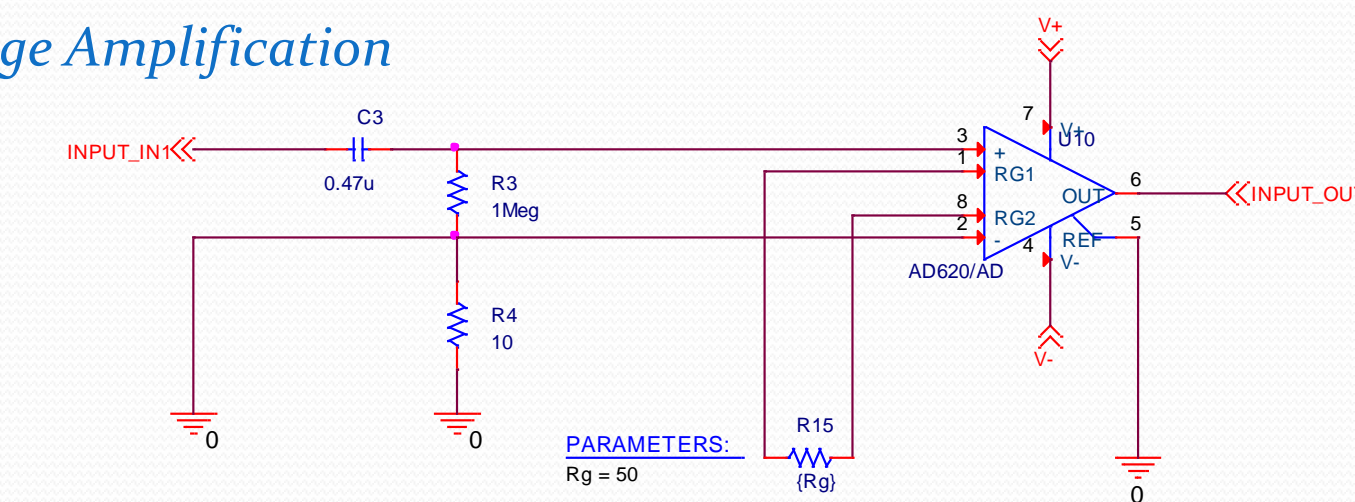 ge Amplification
V+
C3
INPUT_IN1
0.47u
R3
1Meg
3
1
8
2
7
V+
U10
+
RG1
RG2
-
OUT
6
INPUT_OU
5
REF
4
V-
AD620/AD
V-
R4
10
0
0
PARAMETERS:
Rg = 50
R15
{Rg}
0